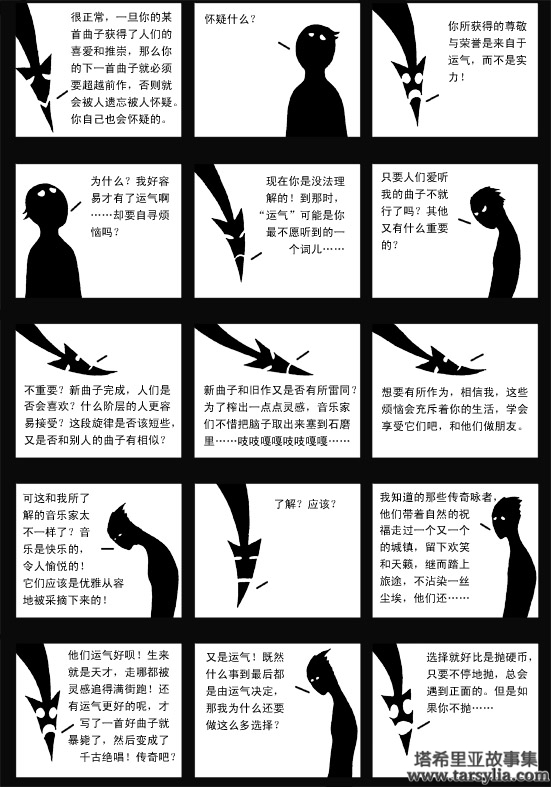 很正常，一旦你的某
首曲子获得了人们的
喜爱和推崇，那么你
的下一首曲子就必须
要超越前作，否则就
会被人遗忘被人怀疑。
你自己也会怀疑的。
怀疑什么？
你所获得的尊敬
与荣誉是来自于
运气，而不是实
力！
为什么？我好容
易才有了运气啊
……却要自寻烦
恼吗？
现在你是没法理
解的！到那时，
“运气”可能是你
最不愿听到的一
个词儿……
只要人们爱听
我的曲子不就
行了吗？其他
又有什么重要
的？
不重要？新曲子完成，人们是
否会喜欢？什么阶层的人更容
易接受？这段旋律是否该短些，
又是否和别人的曲子有相似？
新曲子和旧作又是否有所雷同？
为了榨出一点点灵感，音乐家
们不惜把脑子取出来塞到石磨
里……吱吱嘎嘎吱吱嘎嘎……
想要有所作为，相信我，这些
烦恼会充斥着你的生活，学会
享受它们吧，和他们做朋友。
可这和我所了
解的音乐家太
不一样了？音
乐是快乐的，
令人愉悦的！
它们应该是优雅从容
地被采摘下来的！
了解？应该？
我知道的那些传奇咏者，
他们带着自然的祝
福走过一个又一个
的城镇，留下欢笑
和天籁，继而踏上
旅途，不沾染一丝
尘埃，他们还……
他们运气好呗！生来
就是天才，走哪都被
灵感追得满街跑！还
有运气更好的呢，才
写了一首好曲子就
暴毙了，然后变成了
千古绝唱！传奇吧？
又是运气！既然
什么事到最后都
是由运气决定，
那我为什么还要
做这么多选择？
选择就好比是抛硬币，
只要不停地抛，总会
遇到正面的。但是如
果你不抛……
塔希里亚故事集
www.tarsylia.com